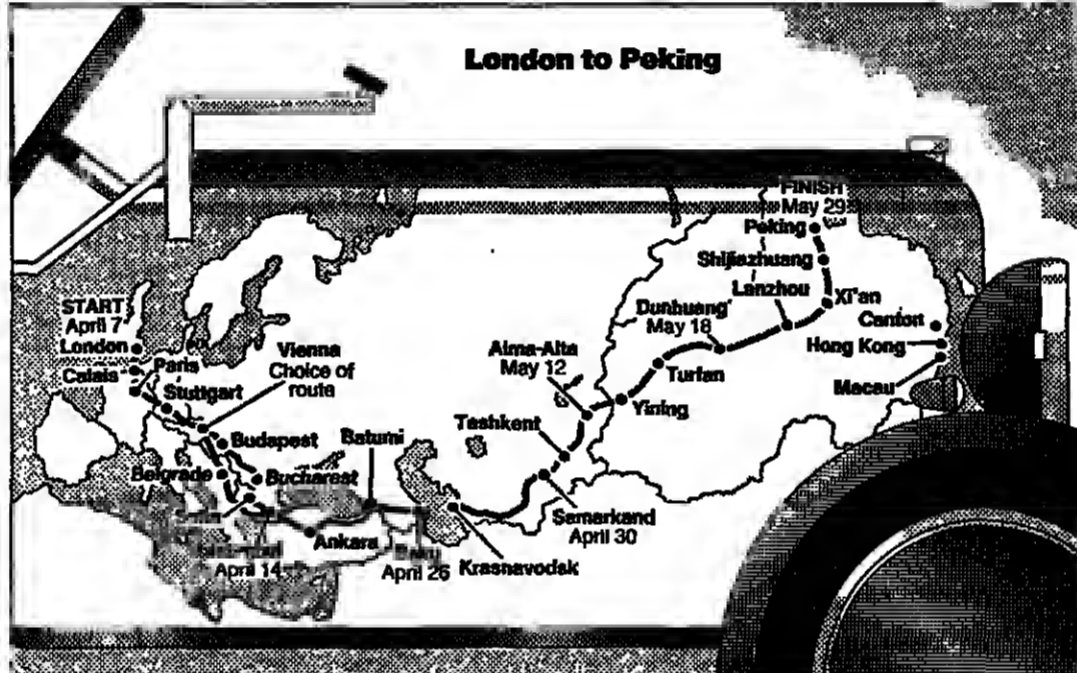 London to Peking
START
April 7
London
Calais
Paris
Stuttgart
Vienna
Choice of
route
Budapest
Belgrade
Bucharest
Istanbul
April 14
Ankara
Batumi
Baku
April 26
Krasnavodsk
Samarkand
April 30
Tashkent
Alma-Alta
May 12
Yining
Turfan
Dunhuang
May 18
Lanzhou
Xi'an
Shijiazhuang
Peking
FINISH
May 29
Canton
Hong Kong
Macau